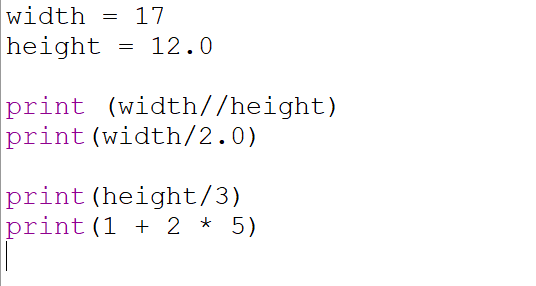 width = 17
height = 12.0
print (width//height)
print(width/2.0)
print(height/3)
print(1 + 2 * 5)